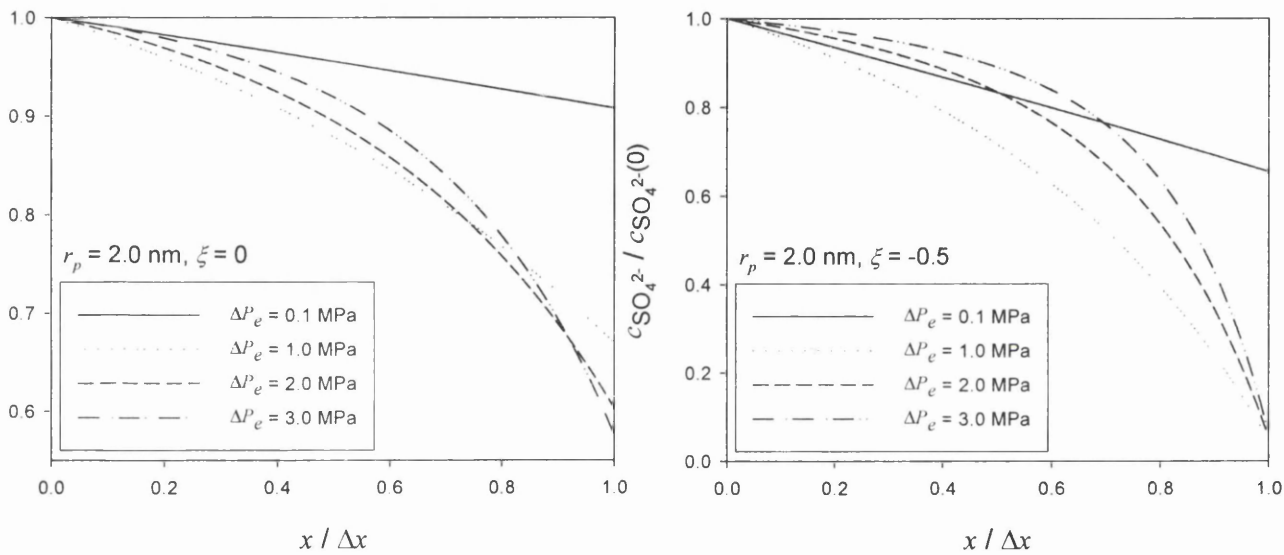 1.0
0.9
0.8
0.7
0.6
r_p = 2.0 nm, ξ = 0
ΔP_e = 0.1 MPa
ΔP_e = 1.0 MPa
ΔP_e = 2.0 MPa
ΔP_e = 3.0 MPa
0.0 0.2 0.4 0.6 0.8 1.0
x / Δx
c_SO₄²⁻ / c_SO₄²⁻(0)
1.0
0.8
0.6
0.4
0.2
0.0
r_p = 2.0 nm, ξ = -0.5
ΔP_e = 0.1 MPa
ΔP_e = 1.0 MPa
ΔP_e = 2.0 MPa
ΔP_e = 3.0 MPa
0.0 0.2 0.4 0.6 0.8 1.0
x / Δx